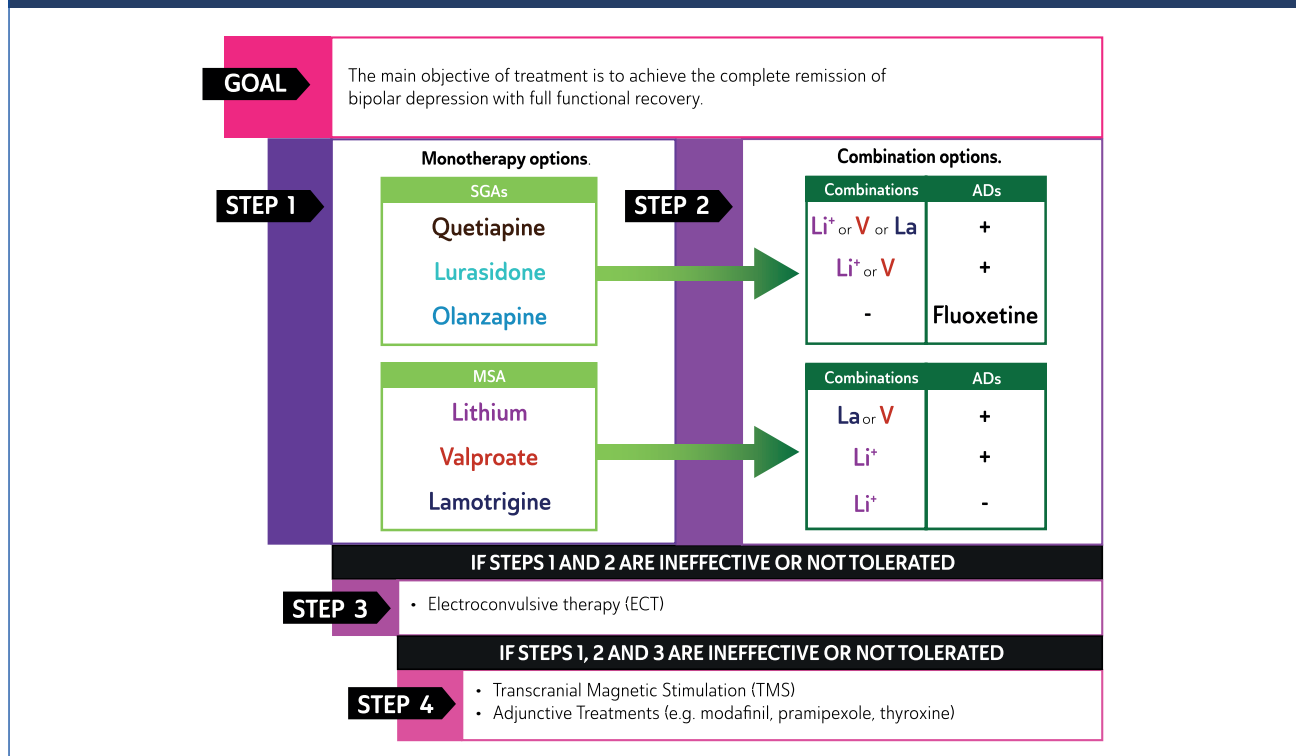 GOAL
The main objective of treatment is to achieve the complete remission of
bipolar depression with full functional recovery.
STEP 1
Monotherapy options.
SGAs
Quetiapine
Lurasidone
Olanzapine
MSA
Lithium
Valproate
Lamotrigine
STEP 2
Combination options.
Combinations ADs
Li⁺ or V or La +
Li⁺ or V +
- Fluoxetine
Combinations ADs
La or V +
Li⁺ +
Li⁺ -
IF STEPS 1 AND 2 ARE INEFFECTIVE OR NOT TOLERATED
STEP 3
• Electroconvulsive therapy (ECT)
IF STEPS 1, 2 AND 3 ARE INEFFECTIVE OR NOT TOLERATED
STEP 4
• Transcranial Magnetic Stimulation (TMS)
• Adjunctive Treatments (e.g. modafinil, pramipexole, thyroxine)